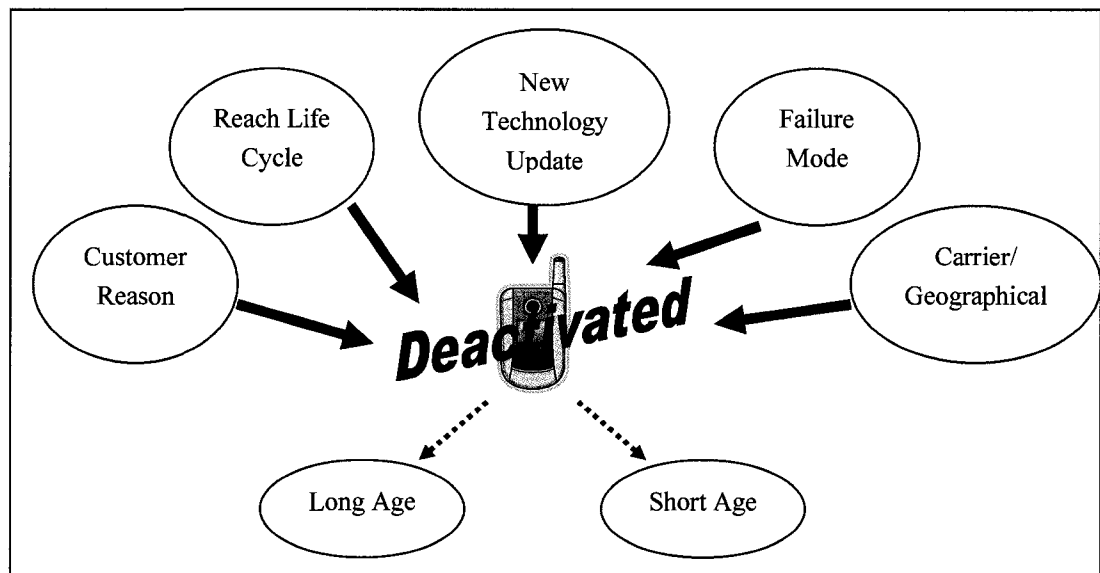 New
Technology
Update
Reach Life
Cycle
Failure
Mode
Customer
Reason
Carrier/
Geographical
Deactivated
Long Age
Short Age